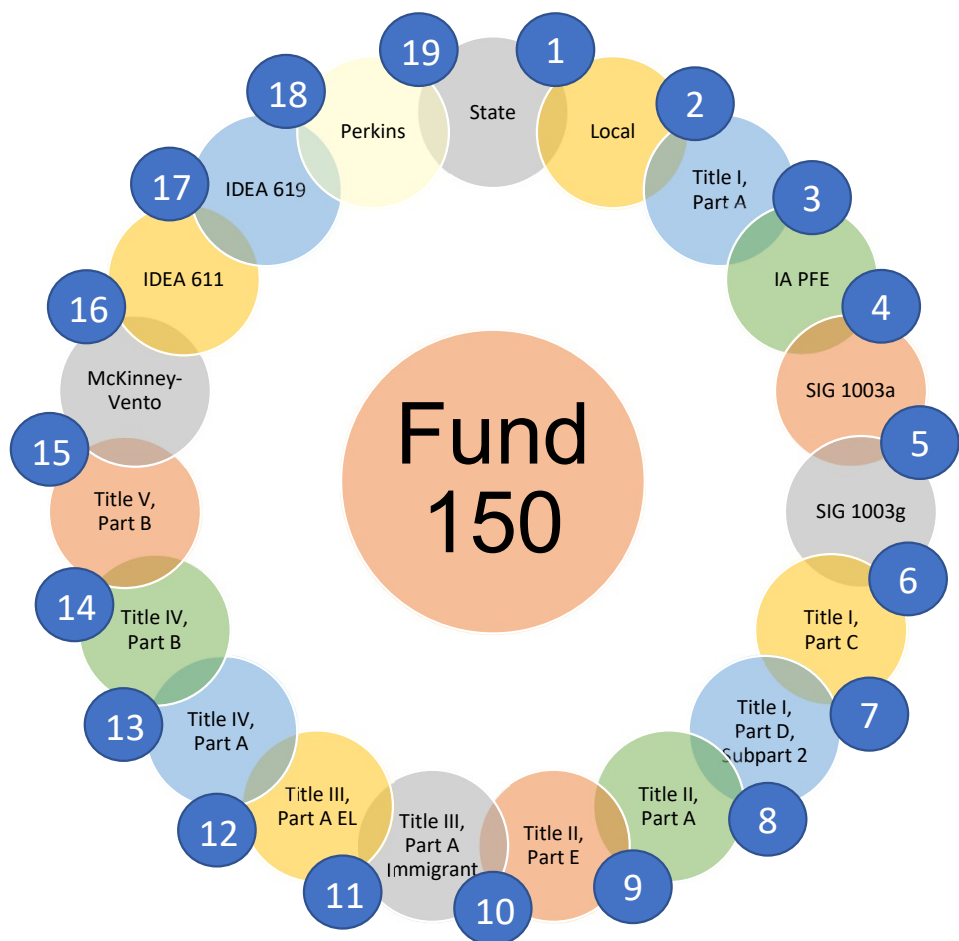 1
State
2
Local
3
Title I,
Part A
4
IA PFE
5
SIG 1003a
6
SIG 1003g
7
Title I,
Part C
8
Title I,
Part D,
Subpart 2
9
Title II,
Part A
10
Title II,
Part E
11
Title III,
Part A
Immigrant
12
Title III,
Part A EL
13
Title IV,
Part A
14
Title IV,
Part B
15
Title V,
Part B
16
McKinney-
Vento
17
IDEA 611
18
IDEA 619
19
Perkins
Fund
150